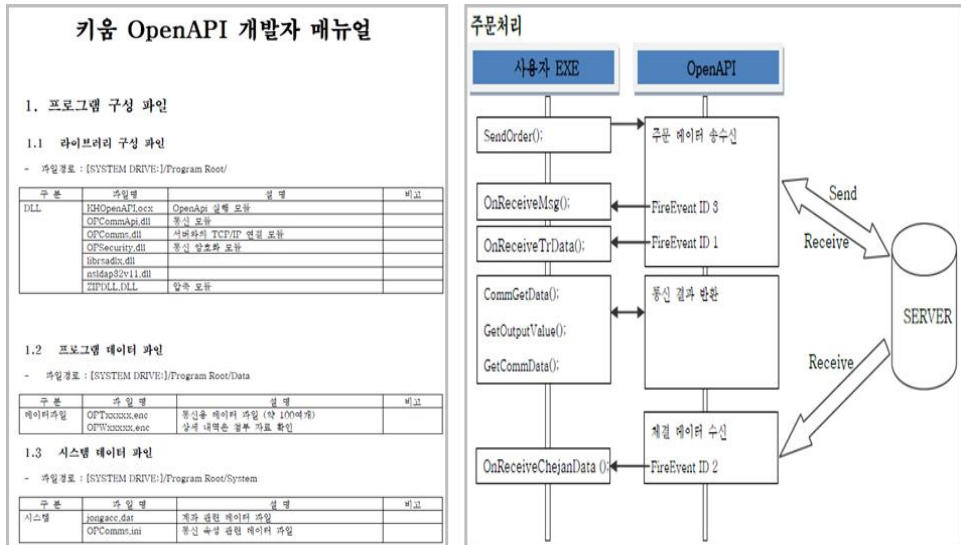 키움 OpenAPI 개발자 매뉴얼
1. 프로그램 구성 파일
1.1 라이브러리 구성 파일
- 파일경로 : [SYSTEM DRIVE:]/Program Root/
구 분 파일명 설 명 비고
DLL KHOpenAPI.ocx OpenApi 실행 모듈
OPCommApi.dll 통신 모듈
OPComms.dll 서버와의 TCP/IP 연결 모듈
OPSecurity.dll 통신 암호화 모듈
librsadlx.dll
nsldap32v11.dll
ZIPDLL.DLL 압축 모듈
1.2 프로그램 데이터 파일
- 파일경로 : [SYSTEM DRIVE:]/Program Root/Data
구 분 파 일 명 설 명 비고
데이터파일 OPTxxxxx.enc 통신용 데이터 파일 (약 100여개)
OPWxxxxx.enc 상세 내역은 첨부 자료 확인
1.3 시스템 데이터 파일
- 파일경로 : [SYSTEM DRIVE:]/Program Root/System
구 분 파 일 명 설 명 비고
시스템 jongacc.dat 계좌 관련 데이터 파일
OPComms.ini 통신 속성 관련 데이터 파일
주문처리
사용자 EXE OpenAPI
SendOrder(); 주문 데이터 송수신
Send
OnReceiveMsg(); FireEvent ID 3
Receive
OnReceiveTrData(); FireEvent ID 1
CommGetData(); 통신 결과 반환
GetOutputValue();
SERVER
GetCommData();
Receive
체결 데이터 수신
OnReceiveChejanData (); FireEvent ID 2